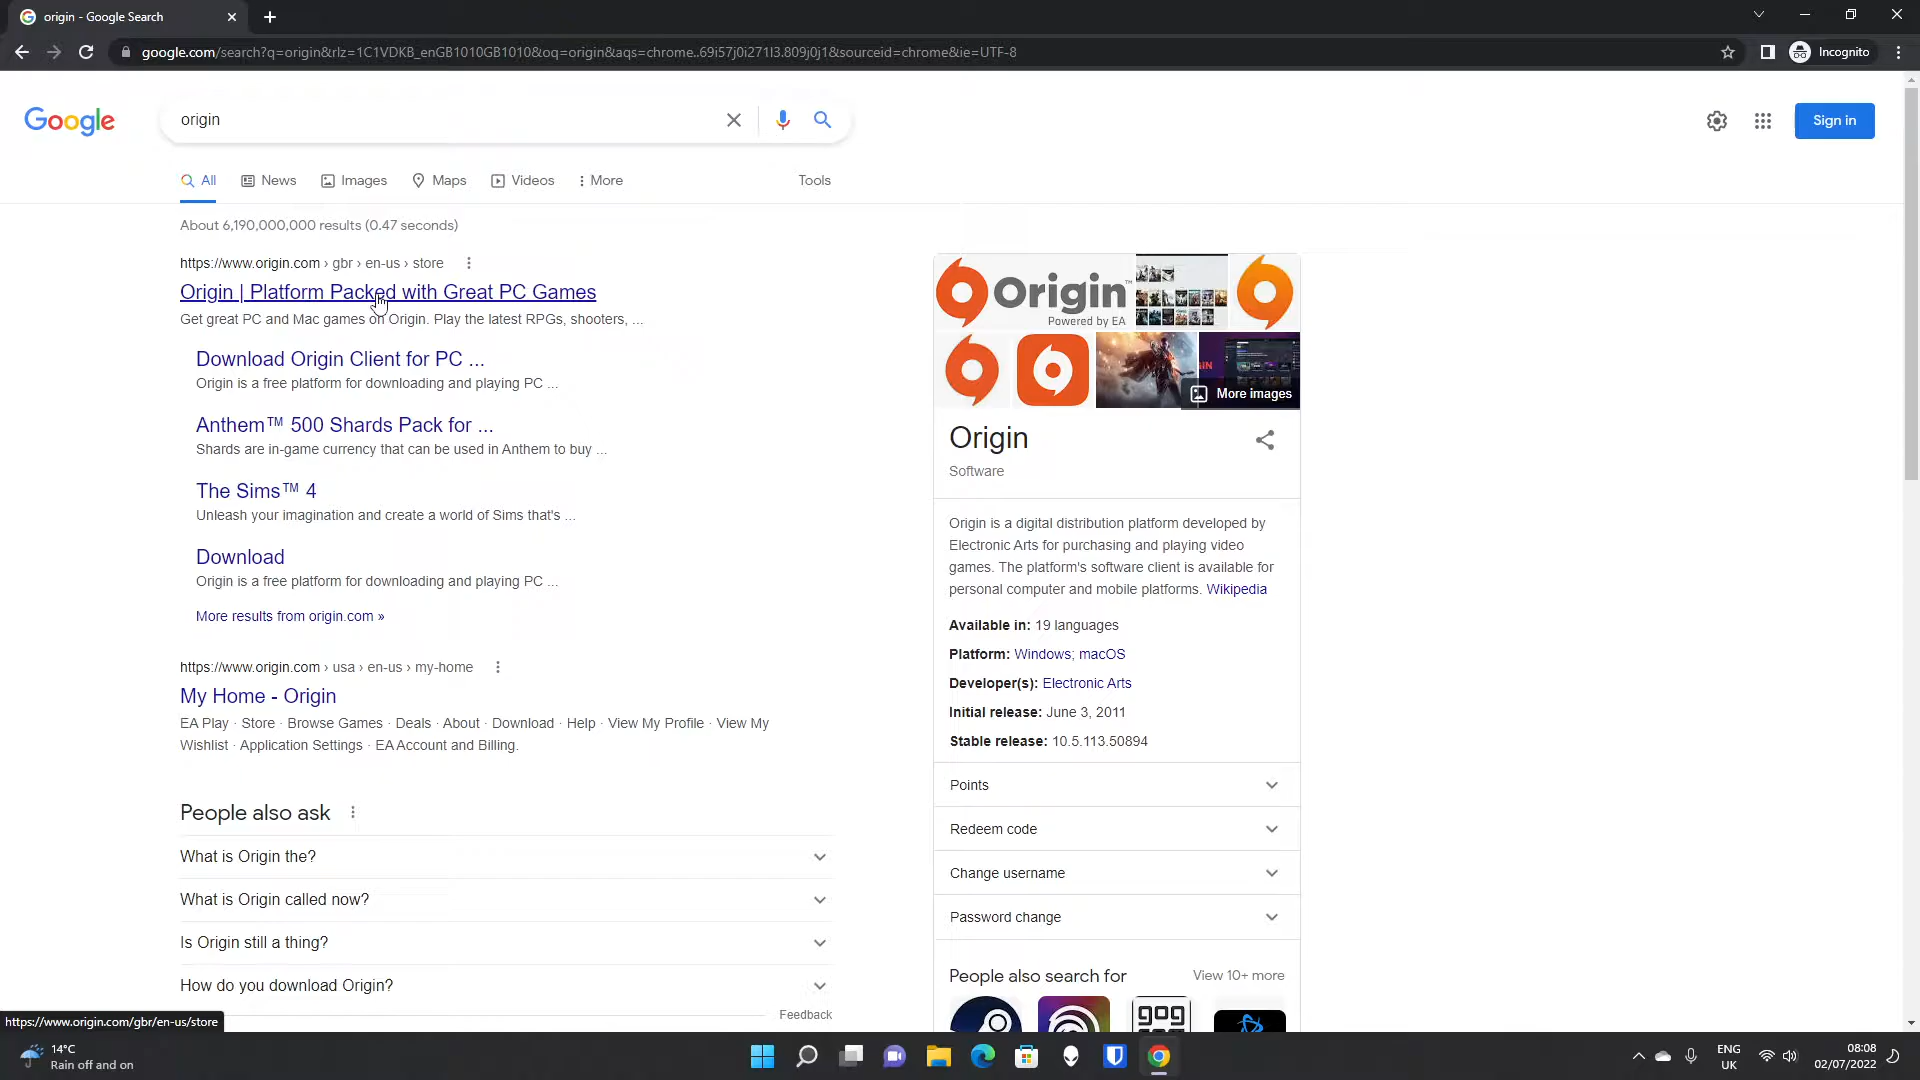 origin - Google Search
google.com/search?q=origin&rlz=1C1VDKB_enGB1010GB1010&oq=origin&aqs=chrome..69i57j0i271l3.809j0j1&sourceid=chrome&ie=UTF-8
Incognito
Google
origin
Sign in
All
News
Images
Maps
Videos
More
Tools
About 6,190,000,000 results (0.47 seconds)
https://www.origin.com › gbr › en-us › store
Origin | Platform Packed with Great PC Games
Get great PC and Mac games on Origin. Play the latest RPGs, shooters, ...
Download Origin Client for PC ...
Origin is a free platform for downloading and playing PC ...
Anthem™ 500 Shards Pack for ...
Shards are in-game currency that can be used in Anthem to buy ...
The Sims™ 4
Unleash your imagination and create a world of Sims that's ...
Download
Origin is a free platform for downloading and playing PC ...
More results from origin.com »
https://www.origin.com › usa › en-us › my-home
My Home - Origin
EA Play · Store · Browse Games · Deals · About · Download · Help · View My Profile · View My
Wishlist · Application Settings · EA Account and Billing.
People also ask
What is Origin the?
What is Origin called now?
Is Origin still a thing?
How do you download Origin?
Feedback
Origin™
Powered by EA
More images
Origin
Software
Origin is a digital distribution platform developed by
Electronic Arts for purchasing and playing video
games. The platform's software client is available for
personal computer and mobile platforms. Wikipedia
Available in: 19 languages
Platform: Windows; macOS
Developer(s): Electronic Arts
Initial release: June 3, 2011
Stable release: 10.5.113.50894
Points
Redeem code
Change username
Password change
People also search for
View 10+ more
gog
https://www.origin.com/gbr/en-us/store
14°C
Rain off and on
ENG
UK
08:08
02/07/2022